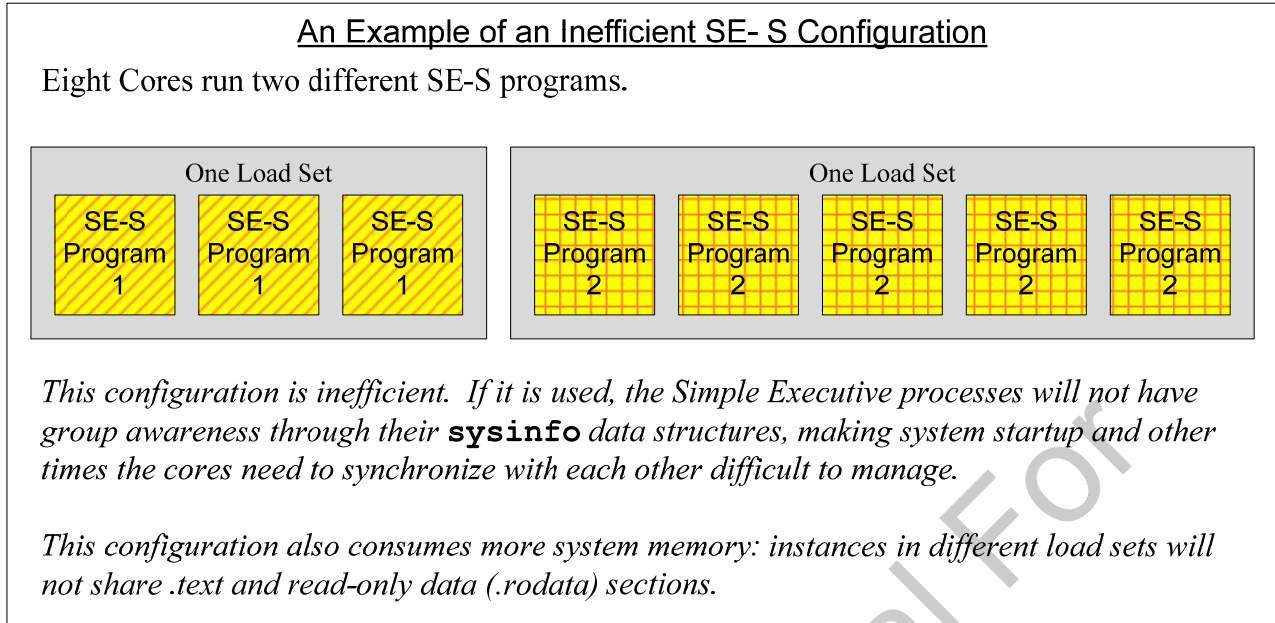 An Example of an Inefficient SE- S Configuration
Eight Cores run two different SE-S programs.
One Load Set
One Load Set
SE-S
Program
1
SE-S
Program
1
SE-S
Program
1
SE-S
Program
2
SE-S
Program
2
SE-S
Program
2
SE-S
Program
2
SE-S
Program
2
This configuration is inefficient. If it is used, the Simple Executive processes will not have
group awareness through their sysinfo data structures, making system startup and other
times the cores need to synchronize with each other difficult to manage.
This configuration also consumes more system memory: instances in different load sets will
not share .text and read-only data (.rodata) sections.
l For